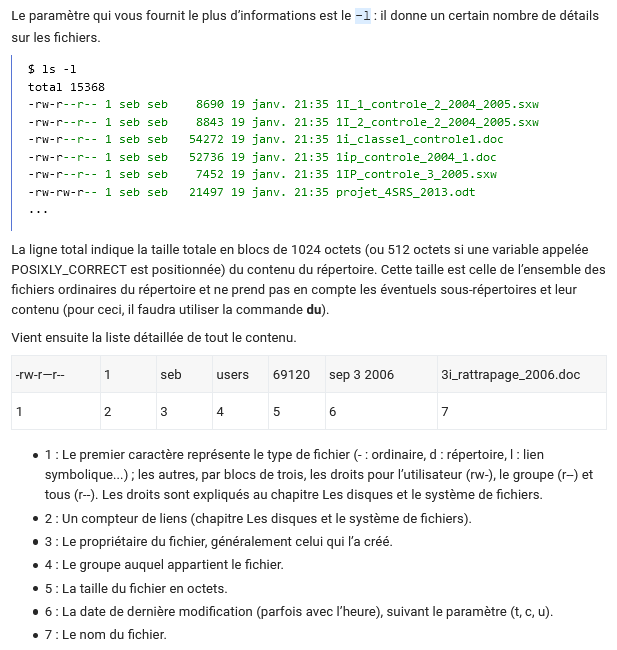 Le paramètre qui vous fournit le plus d’informations est le -l : il donne un certain nombre de détails
sur les fichiers.
$ ls -l
total 15368
-rw-r--r-- 1 seb seb    8690 19 janv. 21:35 1I_1_controle_2_2004_2005.sxw
-rw-r--r-- 1 seb seb    8843 19 janv. 21:35 1I_2_controle_2_2004_2005.sxw
-rw-r--r-- 1 seb seb   54272 19 janv. 21:35 1i_classe1_controle1.doc
-rw-r--r-- 1 seb seb   52736 19 janv. 21:35 1ip_controle_2004_1.doc
-rw-r--r-- 1 seb seb    7452 19 janv. 21:35 1IP_controle_3_2005.sxw
-rw-rw-r-- 1 seb seb   21497 19 janv. 21:35 projet_4SRS_2013.odt
...
La ligne total indique la taille totale en blocs de 1024 octets (ou 512 octets si une variable appelée
POSIXLY_CORRECT est positionnée) du contenu du répertoire. Cette taille est celle de l’ensemble des
fichiers ordinaires du répertoire et ne prend pas en compte les éventuels sous-répertoires et leur
contenu (pour ceci, il faudra utiliser la commande du).
Vient ensuite la liste détaillée de tout le contenu.
-rw-r—r-- 1 seb users 69120 sep 3 2006 3i_rattrapage_2006.doc
1 2 3 4 5 6 7
• 1 : Le premier caractère représente le type de fichier (- : ordinaire, d : répertoire, l : lien
symbolique...) ; les autres, par blocs de trois, les droits pour l’utilisateur (rw-), le groupe (r--) et
tous (r--). Les droits sont expliqués au chapitre Les disques et le système de fichiers.
• 2 : Un compteur de liens (chapitre Les disques et le système de fichiers).
• 3 : Le propriétaire du fichier, généralement celui qui l’a créé.
• 4 : Le groupe auquel appartient le fichier.
• 5 : La taille du fichier en octets.
• 6 : La date de dernière modification (parfois avec l’heure), suivant le paramètre (t, c, u).
• 7 : Le nom du fichier.